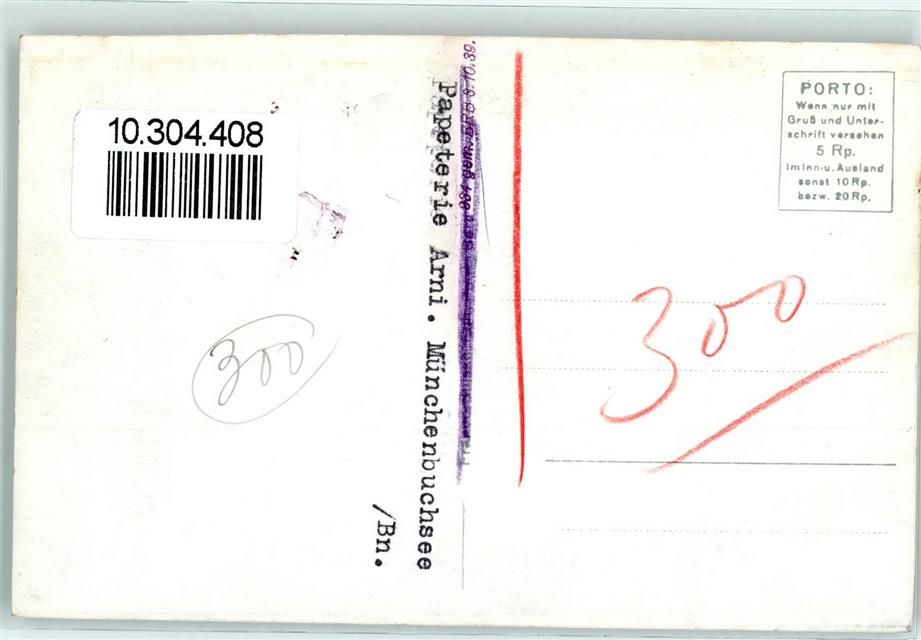 10.304.408
300
Papeterie Arni. Münchenbuchsee
/Bn.
PORTO:
Wenn nur mit
Gruß und Unter-
schrift versehen
5 Rp.
im Inn-u. Ausland
sonst 10 Rp.
bezw. 20 Rp.
300